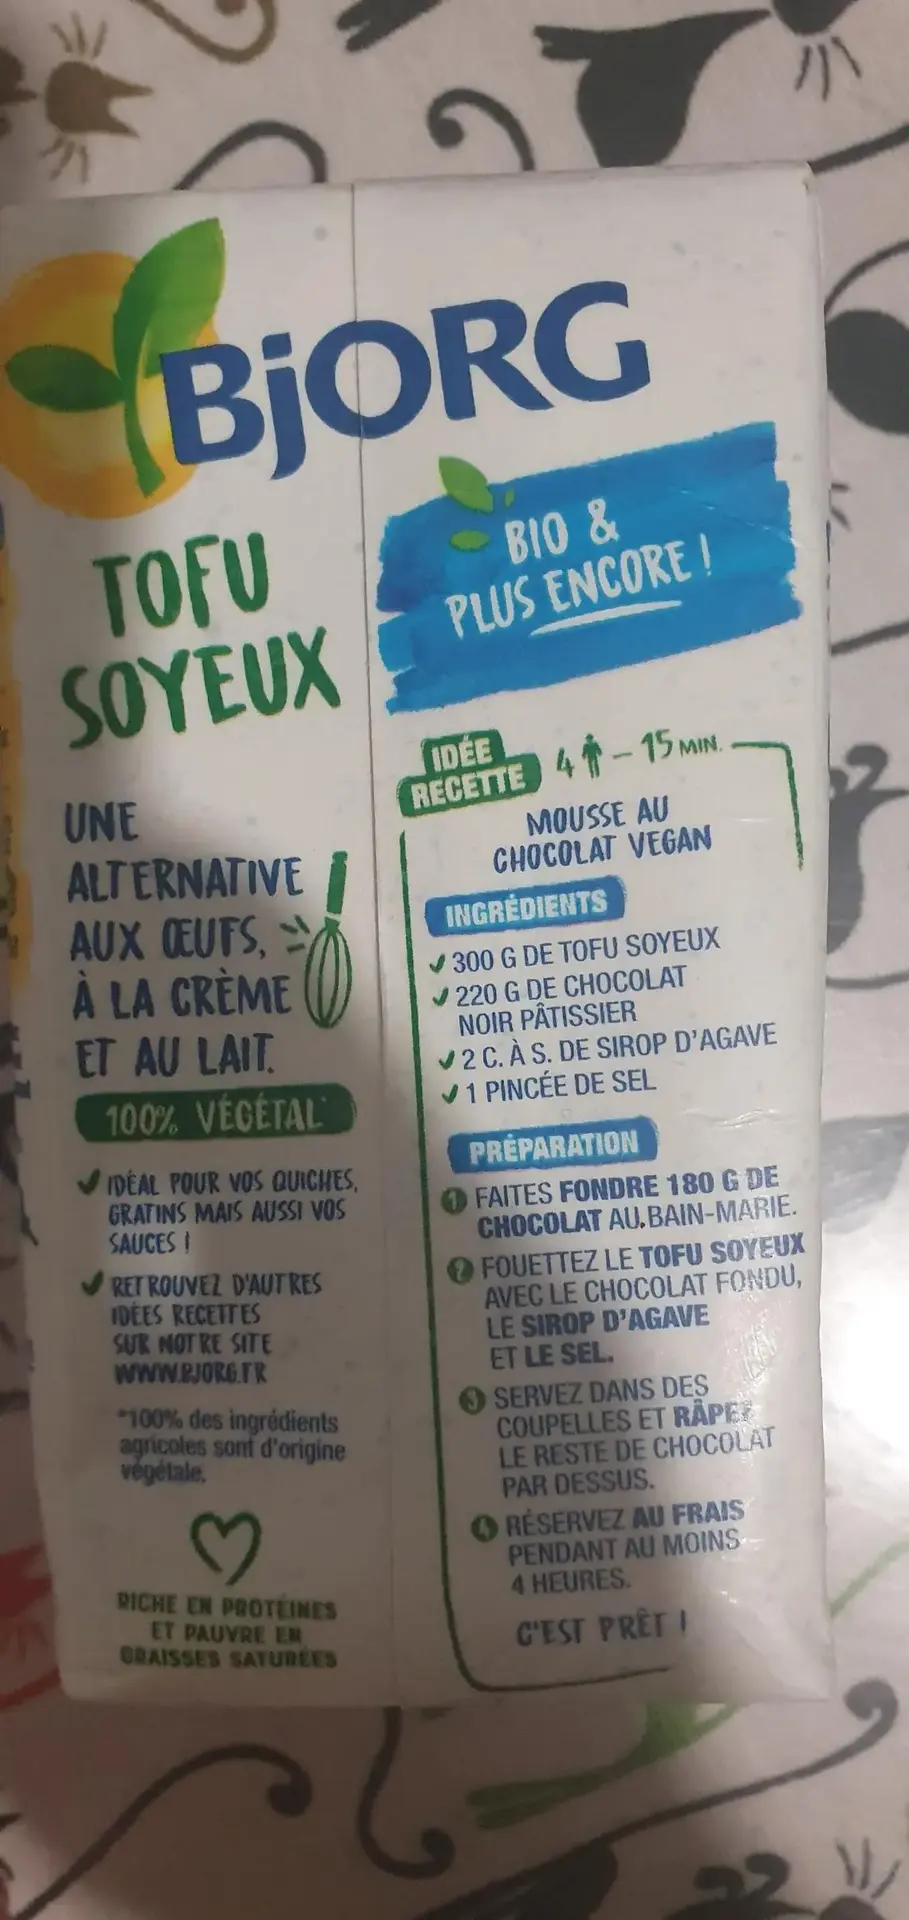 BjORG
TOFU
SOYEUX
UNE
ALTERNATIVE
AUX ŒUFS,
À LA CRÈME
ET AU LAIT.
100% VÉGÉTAL*
IDÉAL POUR VOS QUICHES,
GRATINS MAIS AUSSI VOS
SAUCES !
RETROUVEZ D'AUTRES
IDÉES RECETTES
SUR NOTRE SITE
WWW.BJORG.FR
*100% des ingrédients
agricoles sont d'origine
végétale.
RICHE EN PROTÉINES
ET PAUVRE EN
GRAISSES SATURÉES
BIO &
PLUS ENCORE !
IDÉE
RECETTE
4 – 15 MIN.
MOUSSE AU
CHOCOLAT VEGAN
INGRÉDIENTS
300 G DE TOFU SOYEUX
220 G DE CHOCOLAT
NOIR PÂTISSIER
2 C. À S. DE SIROP D'AGAVE
1 PINCÉE DE SEL
PRÉPARATION
1 FAITES FONDRE 180 G DE
CHOCOLAT AU BAIN-MARIE.
2 FOUETTEZ LE TOFU SOYEUX
AVEC LE CHOCOLAT FONDU,
LE SIROP D'AGAVE
ET LE SEL.
3 SERVEZ DANS DES
COUPELLES ET RÂPEZ
LE RESTE DE CHOCOLAT
PAR DESSUS.
4 RÉSERVEZ AU FRAIS
PENDANT AU MOINS
4 HEURES.
C'EST PRÊT !